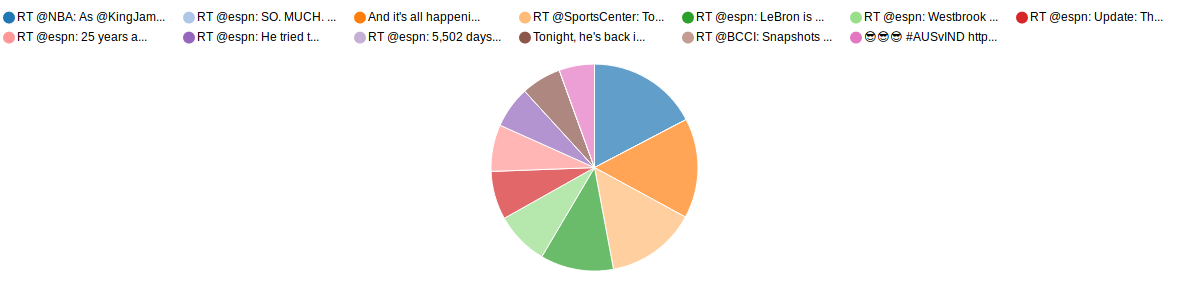 RT @NBA: As @KingJam... RT @espn: SO. MUCH. ... And it's all happeni... RT @SportsCenter: To... RT @espn: LeBron is ... RT @espn: Westbrook ... RT @espn: Update: Th...
RT @espn: 25 years a... RT @espn: He tried t... RT @espn: 5,502 days... Tonight, he's back i... RT @BCCI: Snapshots ... 😎😎😎 #AUSvIND http...